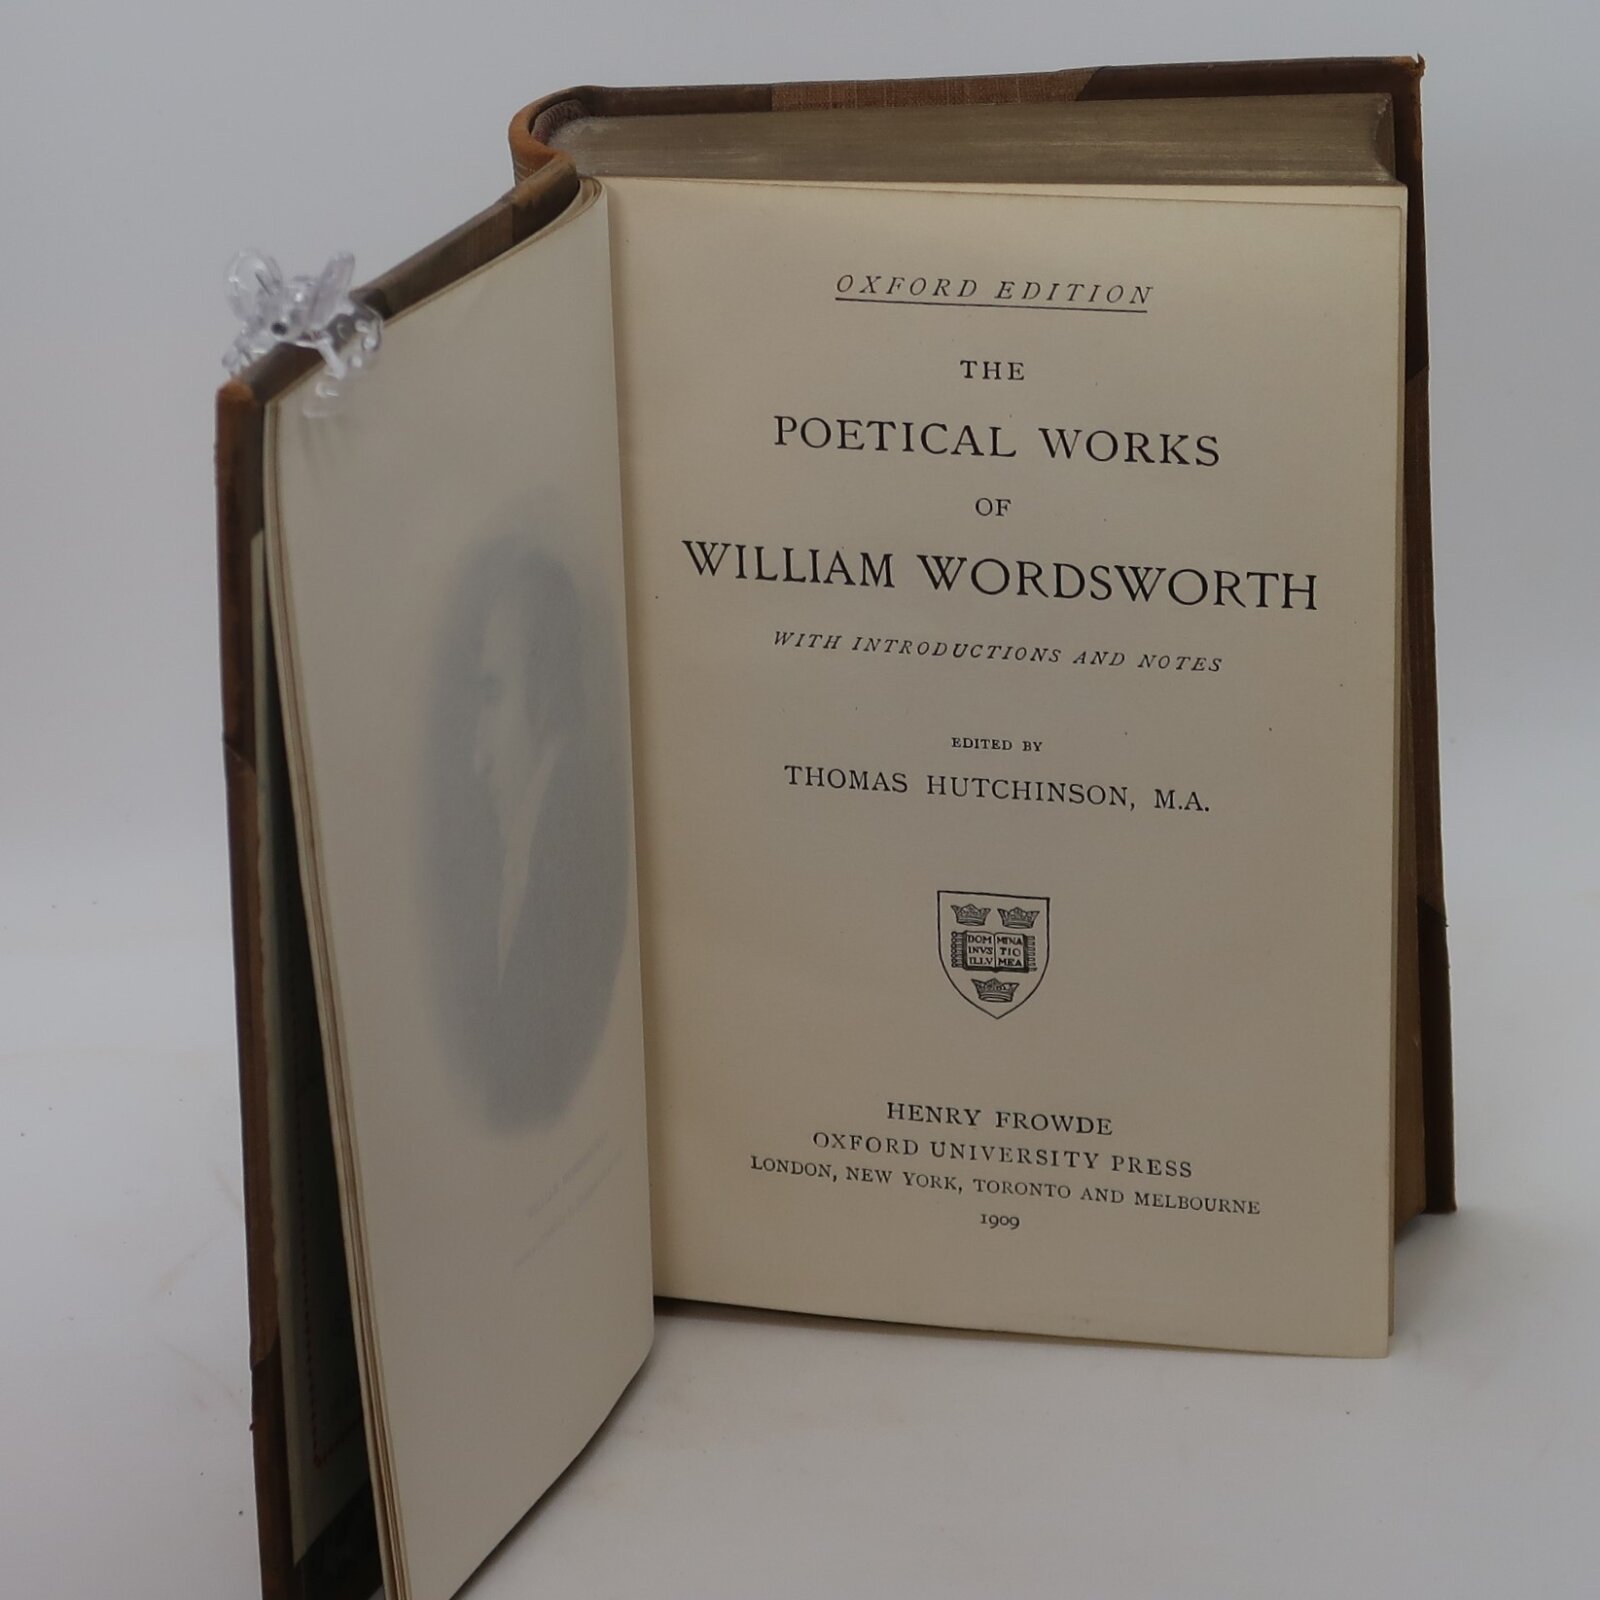 OXFORD EDITION
THE
POETICAL WORKS
OF
WILLIAM WORDSWORTH
WITH INTRODUCTIONS AND NOTES
EDITED BY
THOMAS HUTCHINSON, M.A.
DOM MINA
INVS TIO
ILLV MEA
HENRY FROWDE
OXFORD UNIVERSITY PRESS
LONDON, NEW YORK, TORONTO AND MELBOURNE
1909